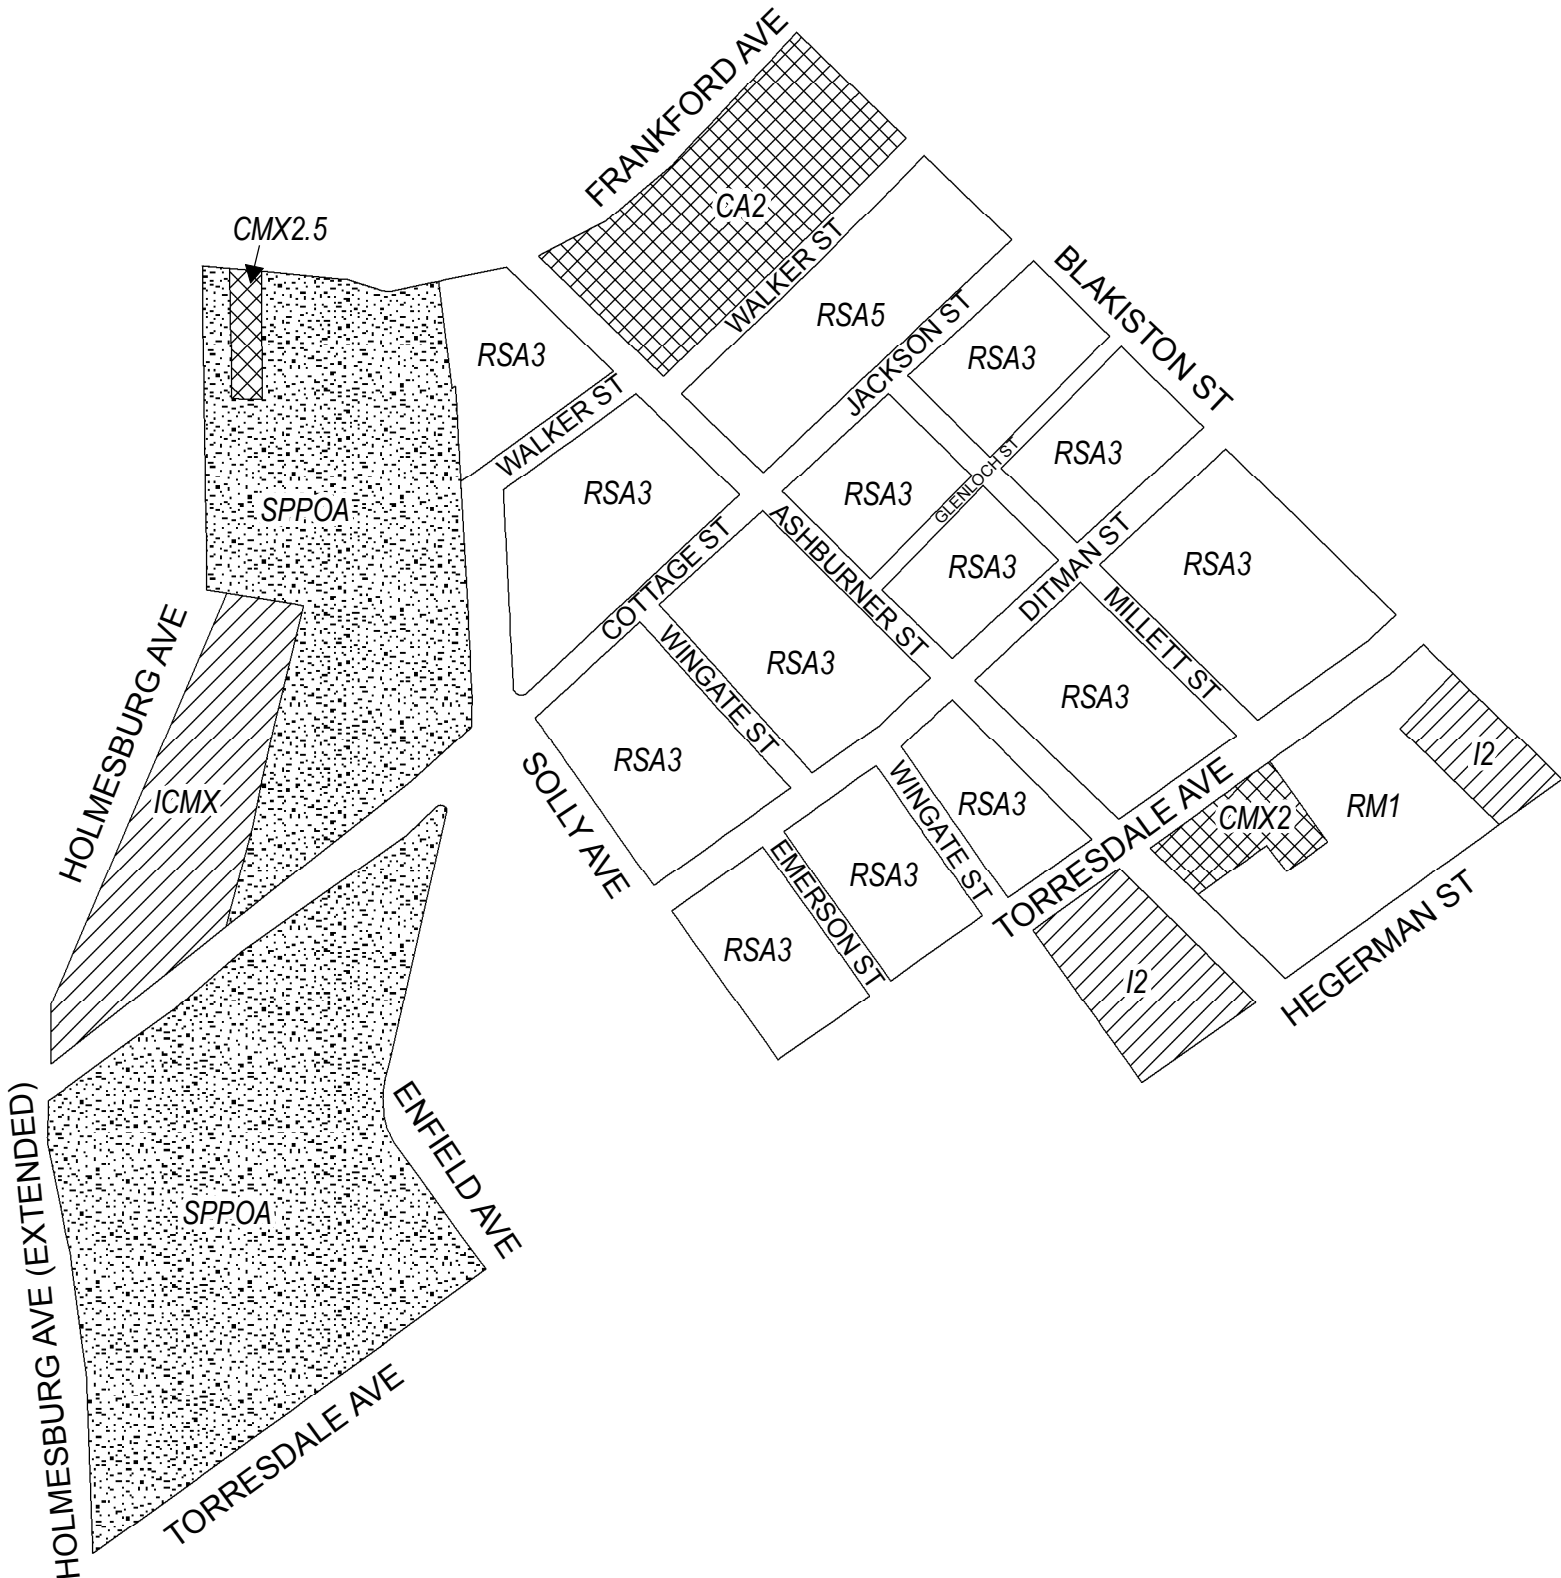 FRANKFORD AVE
CA2
CMX2.5
WALKER ST
RSA5
BLAKISTON ST
JACKSON ST
RSA3
RSA3
WALKER ST
RSA3
GLENLOCH ST
RSA3
RSA3
SPPOA
COTTAGE ST
ASHBURNER ST
RSA3
DITMAN ST
RSA3
MILLETT ST
HOLMESBURG AVE
WINGATE ST
RSA3
RSA3
SOLLY AVE
RSA3
ICMX
WINGATE ST
RSA3
TORRESDALE AVE
CMX2
RM1
I2
EMERSON ST
RSA3
RSA3
I2
HEGERMAN ST
HOLMESBURG AVE (EXTENDED)
ENFIELD AVE
SPPOA
TORRESDALE AVE